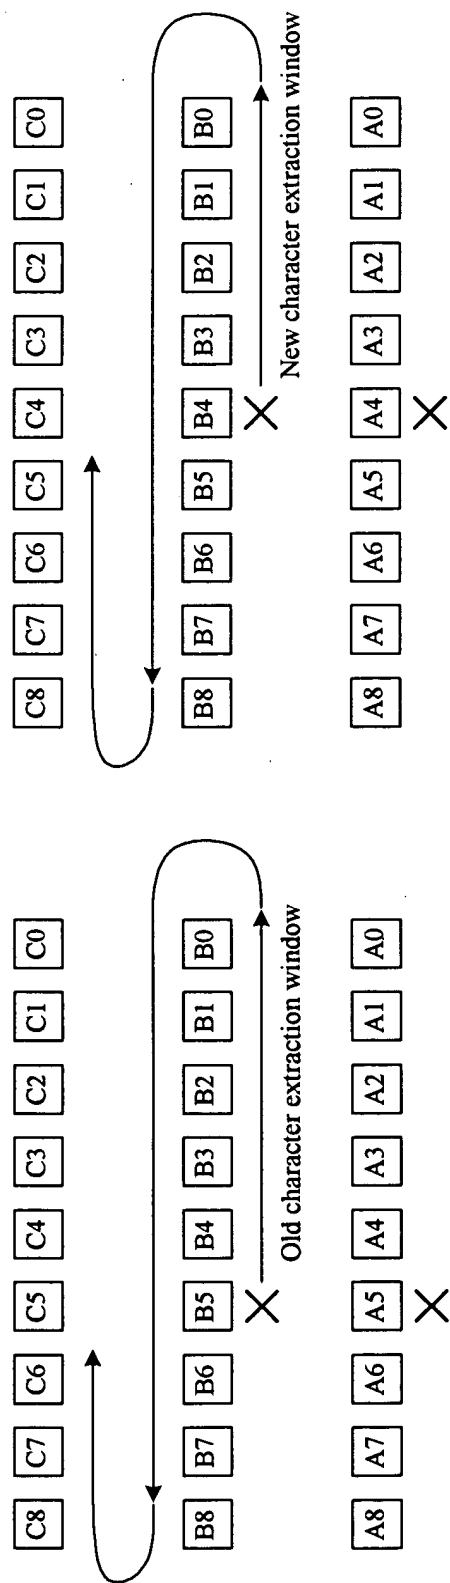 C8 C7 C6 C5 C4 C3 C2 C1 C0
B8 B7 B6 B5 B4 B3 B2 B1 B0
Old character extraction window
A8 A7 A6 A5 A4 A3 A2 A1 A0
C8 C7 C6 C5 C4 C3 C2 C1 C0
B8 B7 B6 B5 B4 B3 B2 B1 B0
New character extraction window
A8 A7 A6 A5 A4 A3 A2 A1 A0